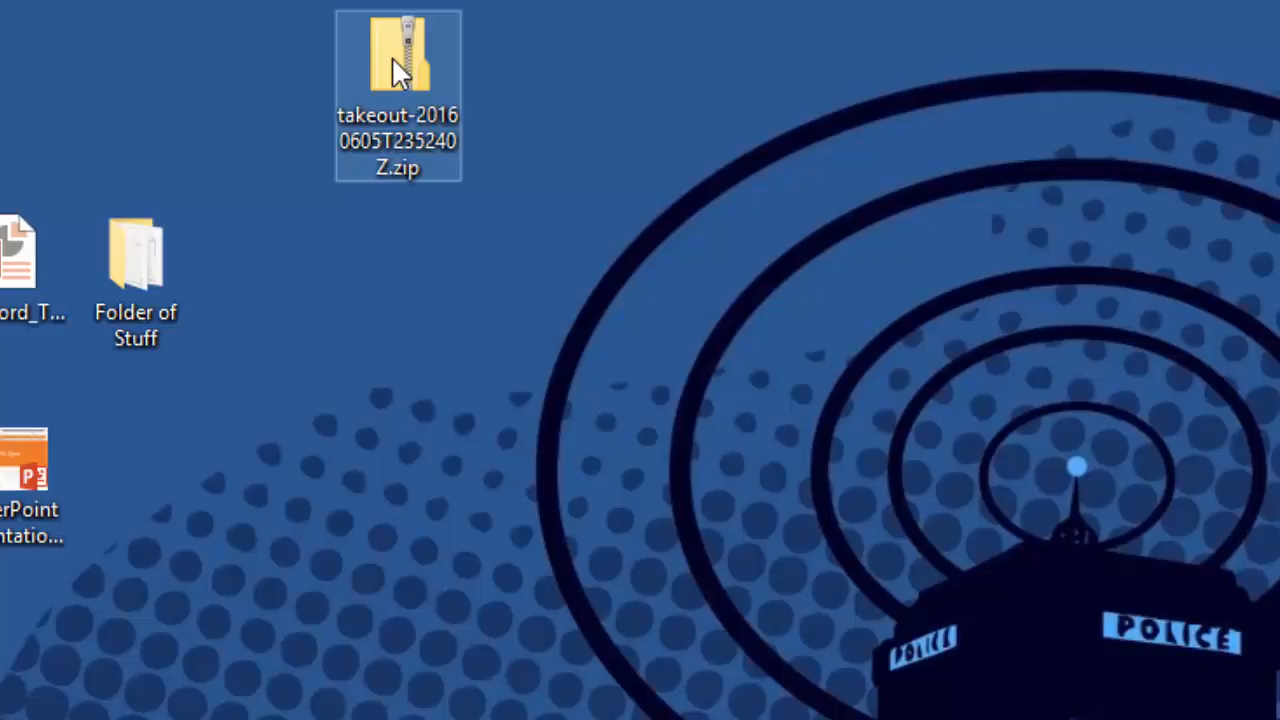 takeout-2016
0605T235240
Z.zip
ord_T...
Folder of
Stuff
erPoint
ntatio...
POLICE
POLICE